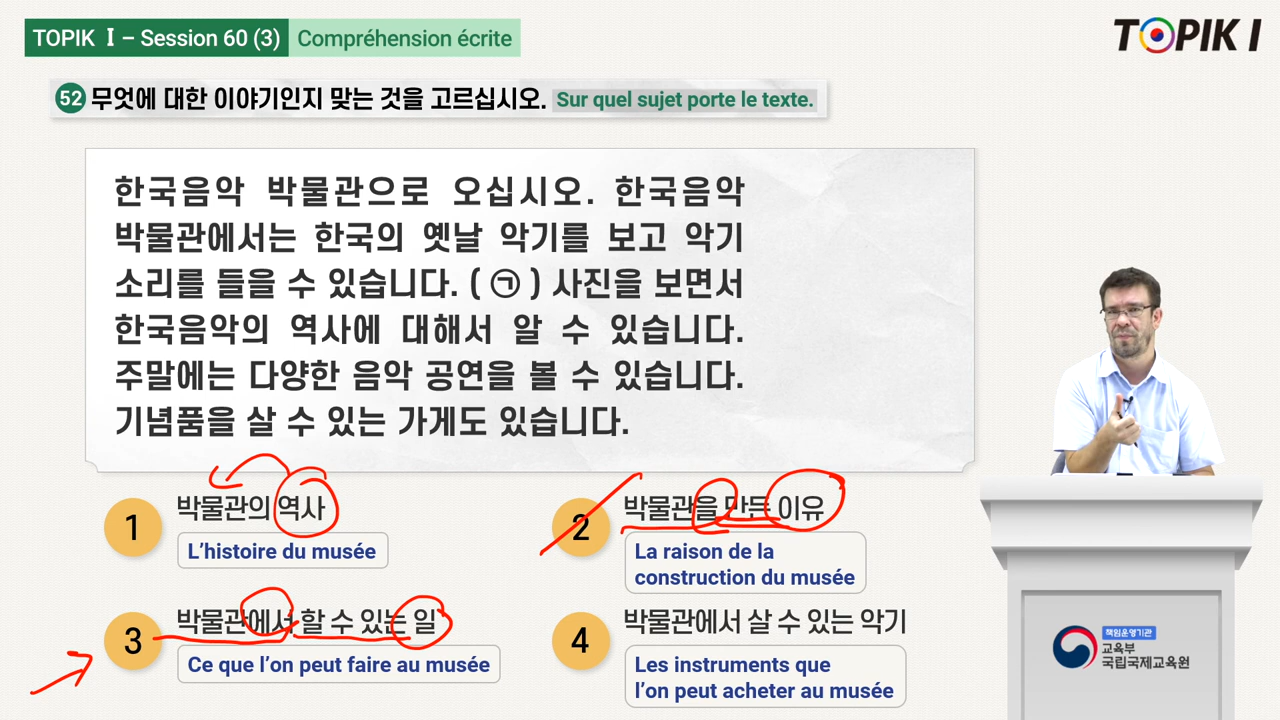 TOPIK Ⅰ – Session 60 (3) Compréhension écrite
TOPIK I
52 무엇에 대한 이야기인지 맞는 것을 고르십시오. Sur quel sujet porte le texte.
한국음악 박물관으로 오십시오. 한국음악
박물관에서는 한국의 옛날 악기를 보고 악기
소리를 들을 수 있습니다. ( ㉠ ) 사진을 보면서
한국음악의 역사에 대해서 알 수 있습니다.
주말에는 다양한 음악 공연을 볼 수 있습니다.
기념품을 살 수 있는 가게도 있습니다.
1 박물관의 역사
L'histoire du musée
2 박물관을 만든 이유
La raison de la
construction du musée
3 박물관에서 할 수 있는 일
Ce que l'on peut faire au musée
4 박물관에서 살 수 있는 악기
Les instruments que
l'on peut acheter au musée
책임운영기관
교육부
국립국제교육원